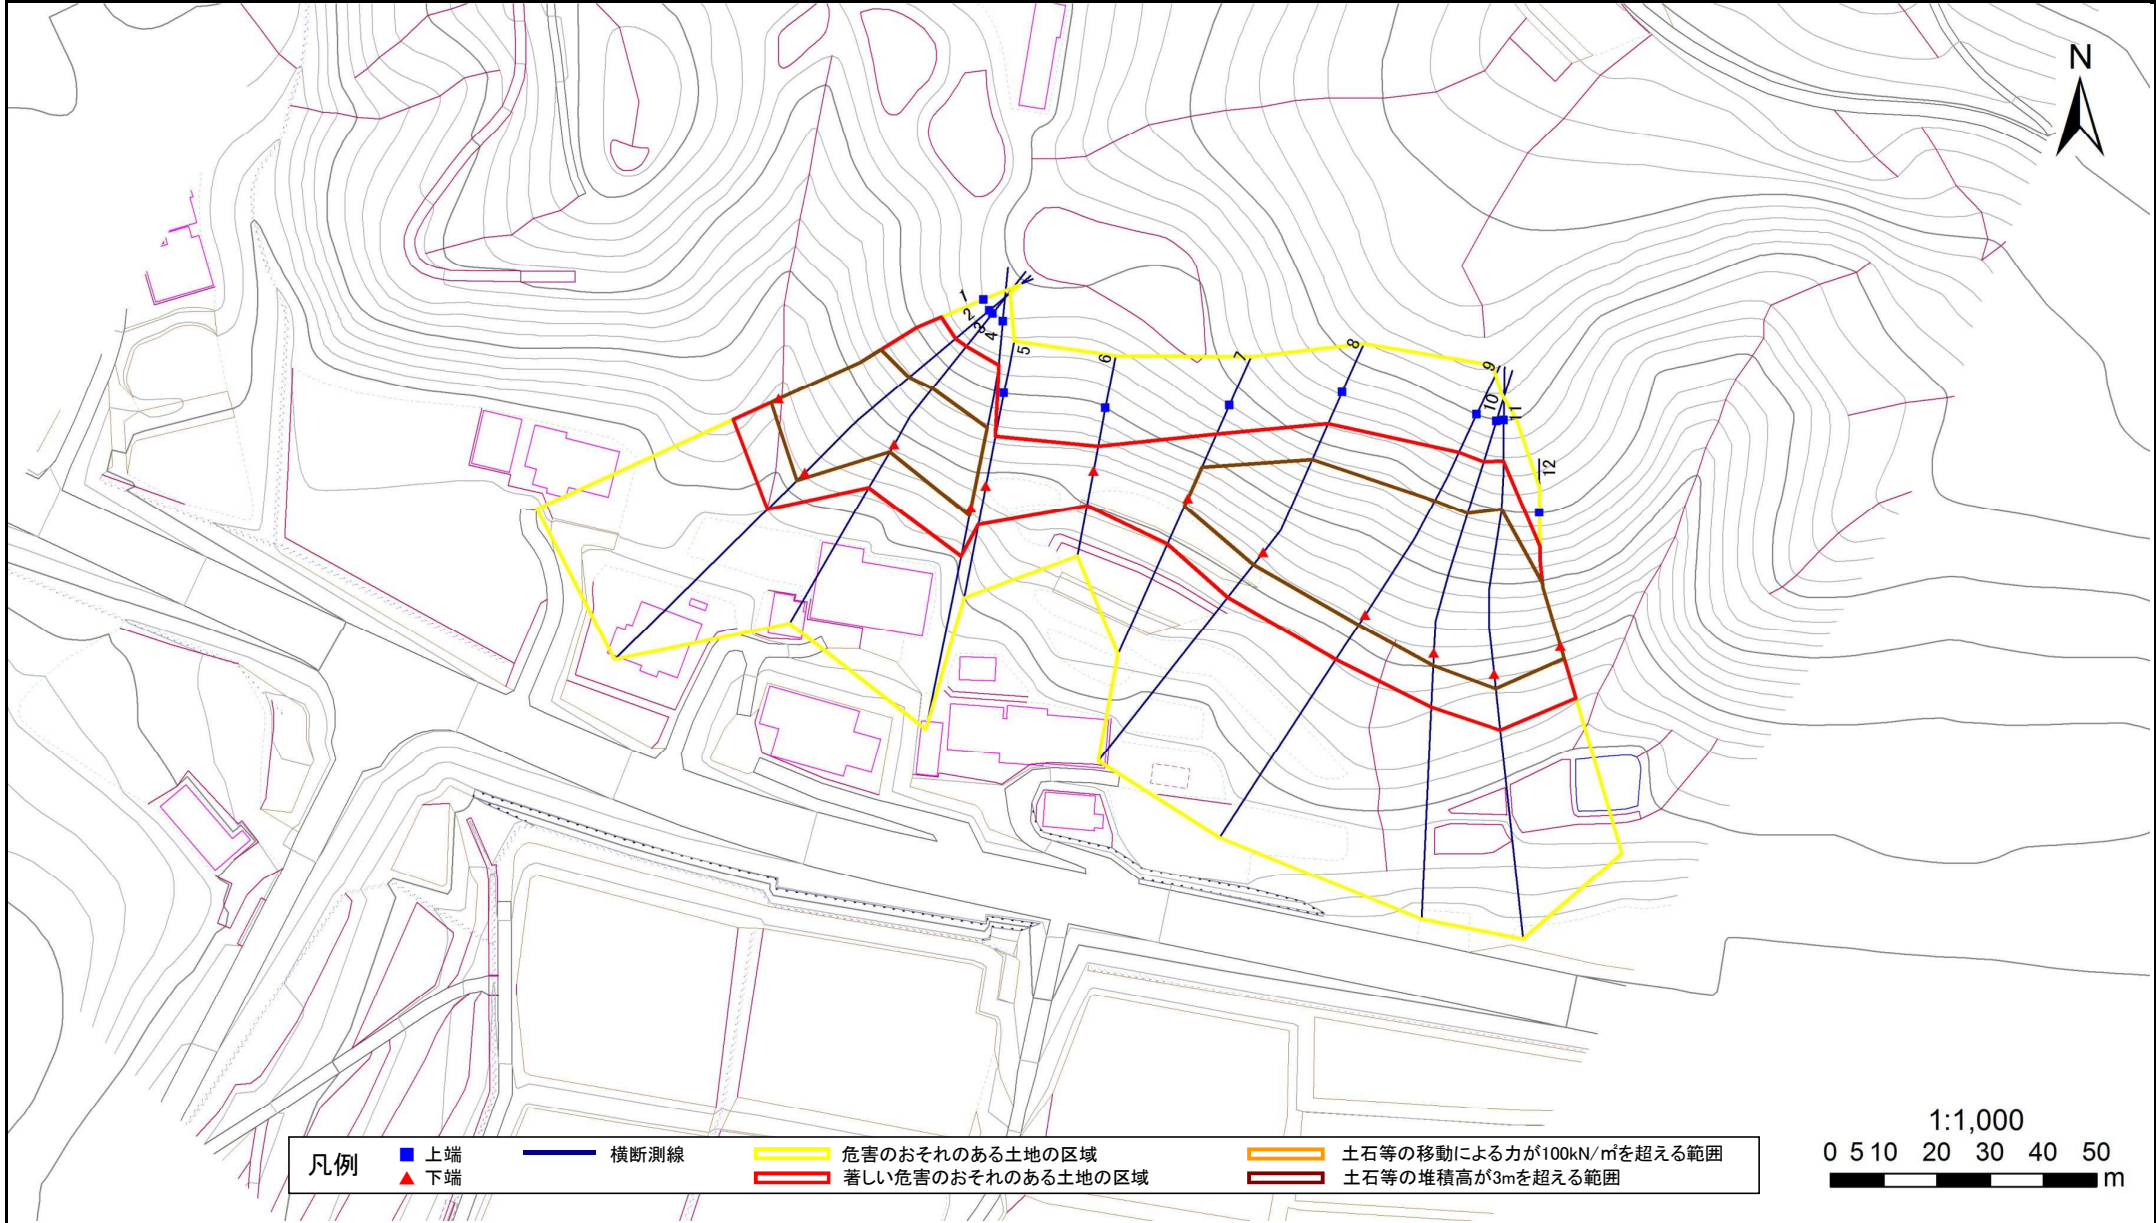 N
1
2
3
4
5
6
7
8
9
10
11
12
1:1,000
0 5 10 20 30 40 50
m
凡例
上端
下端
横断測線
危害のおそれのある土地の区域
著しい危害のおそれのある土地の区域
土石等の移動による力が100kN/㎡を超える範囲
土石等の堆積高が3mを超える範囲